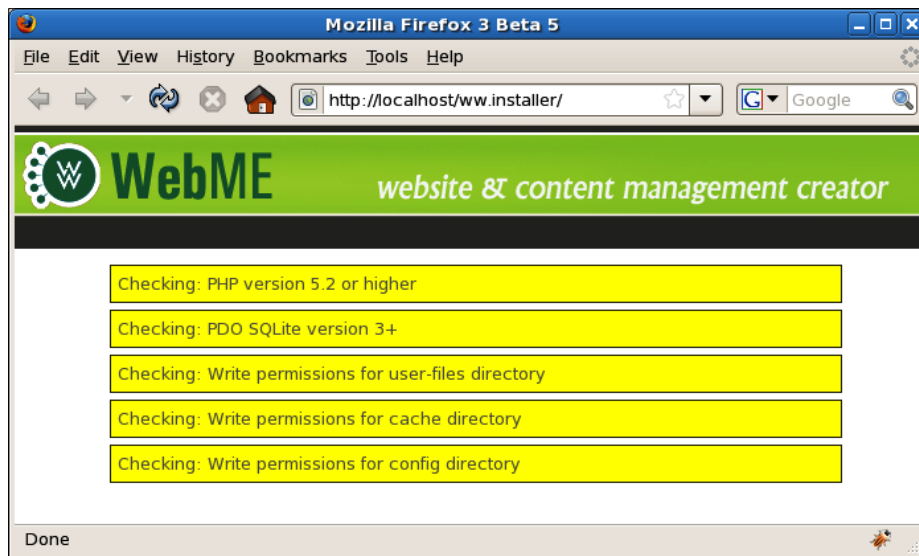 Mozilla Firefox 3 Beta 5
File Edit View History Bookmarks Tools Help
http://localhost/ww.installer/ G Google
W WebME website & content management creator
Checking: PHP version 5.2 or higher
Checking: PDO SQLite version 3+
Checking: Write permissions for user-files directory
Checking: Write permissions for cache directory
Checking: Write permissions for config directory
Done